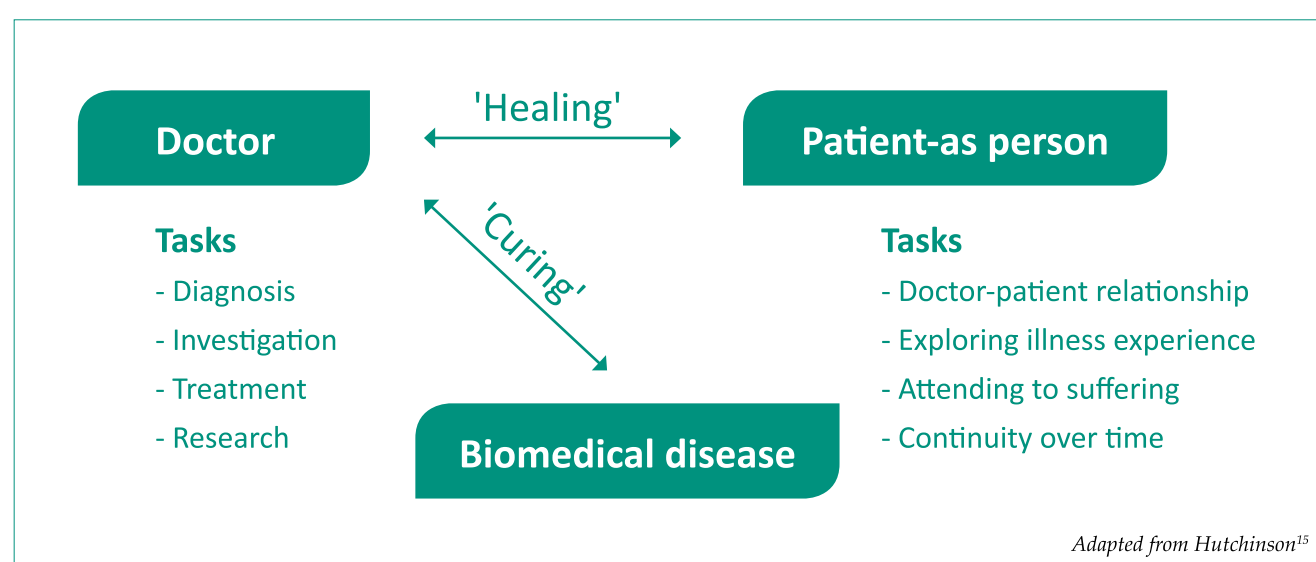 Doctor
'Healing'
Patient-as person
'Curing'
Tasks
- Diagnosis
- Investigation
- Treatment
- Research
Tasks
- Doctor-patient relationship
- Exploring illness experience
- Attending to suffering
- Continuity over time
Biomedical disease
Adapted from Hutchinson15